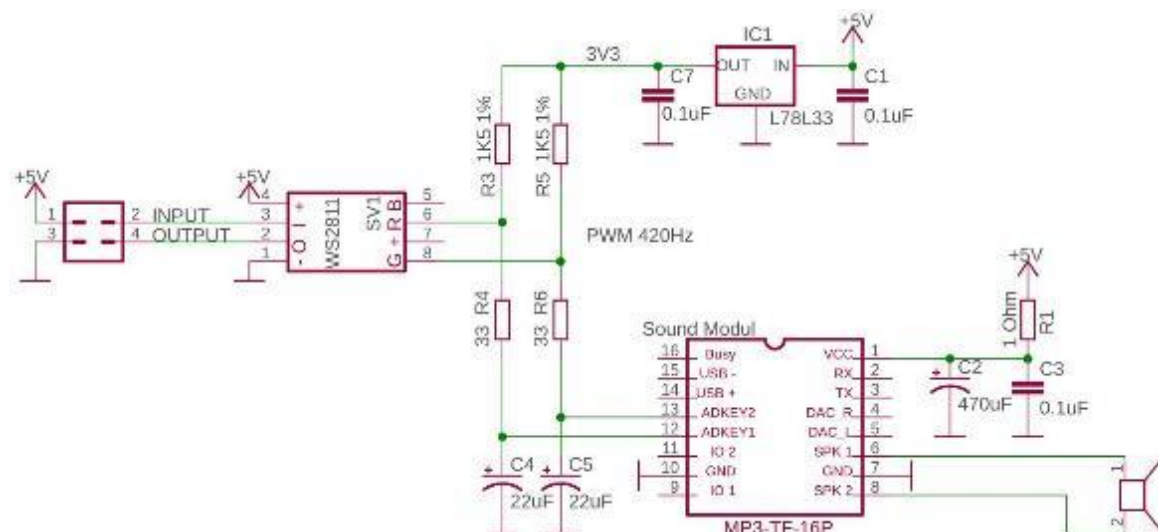 +5V
IC1
3V3
OUT IN
GND
C7
0.1uF
L78L33
C1
0.1uF
R3 1K5 1%
R5 1K5 1%
+5V
+5V
1
3
2 INPUT
4 OUTPUT
4
3
2
1
+
I
O
-
WS2811
SV1
B
R
+
G
5
6
7
8
PWM 420Hz
33 R4
33 R6
+5V
1 Ohm
R1
Sound Modul
16 Busy
15 USB -
14 USB +
13 ADKEY2
12 ADKEY1
11 IO 2
10 GND
9 IO 1
VCC 1
RX 2
TX 3
DAC_R 4
DAC_L 5
SPK 1 6
GND 7
SPK 2 8
MP3-TF-16P
+ C2
470uF
C3
0.1uF
+ C4
22uF
+ C5
22uF
1
2